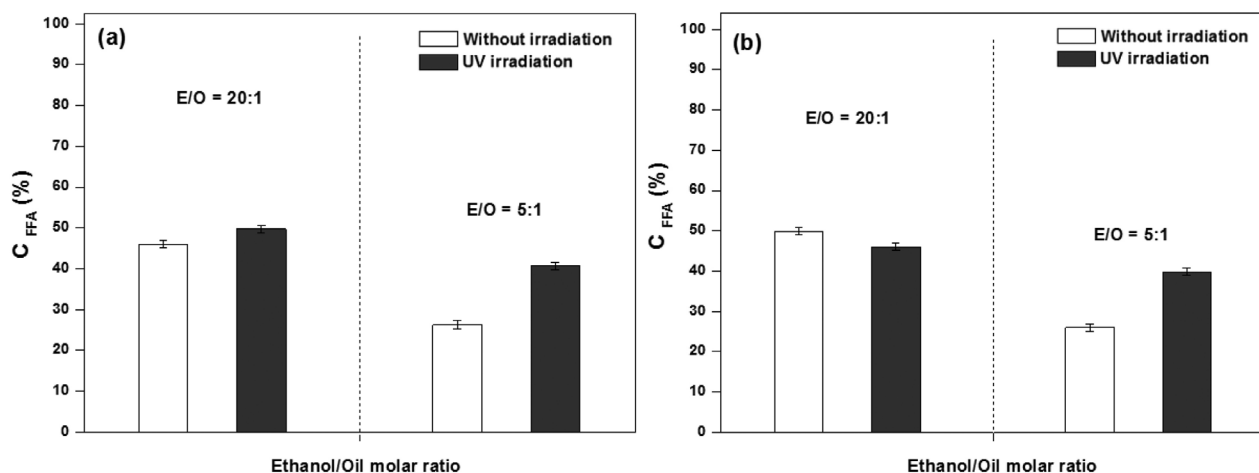 (a)
Without irradiation
UV irradiation
E/O = 20:1
E/O = 5:1
C FFA (%)
100
90
80
70
60
50
40
30
20
10
0
Ethanol/Oil molar ratio
(b)
Without irradiation
UV irradiation
E/O = 20:1
E/O = 5:1
C FFA (%)
100
90
80
70
60
50
40
30
20
10
0
Ethanol/Oil molar ratio